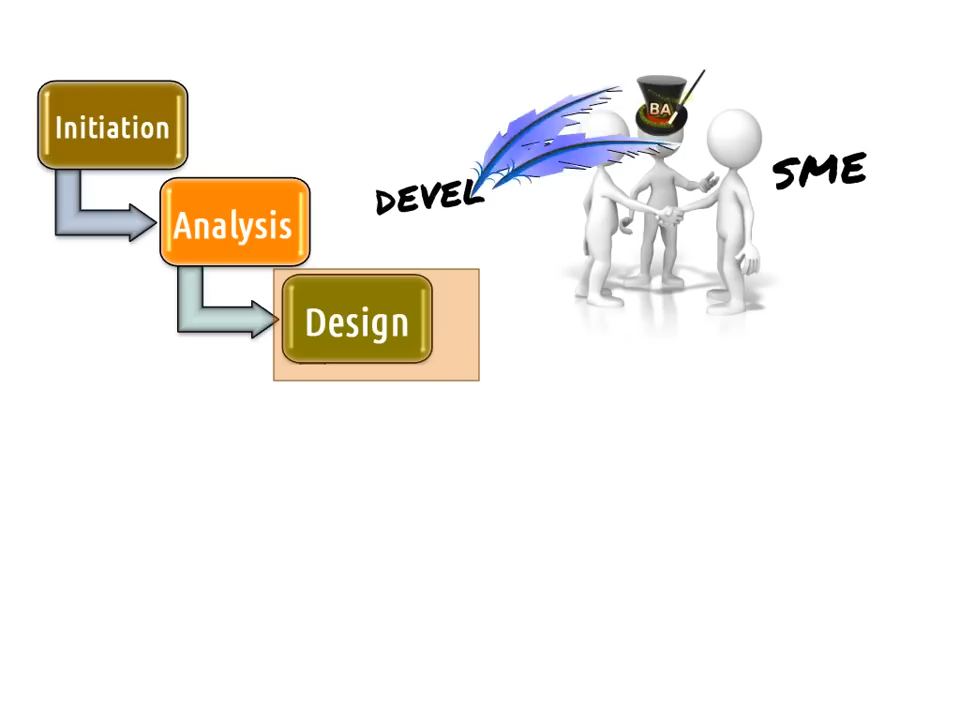 Initiation
BA
SME
DEVEL
Analysis
Design